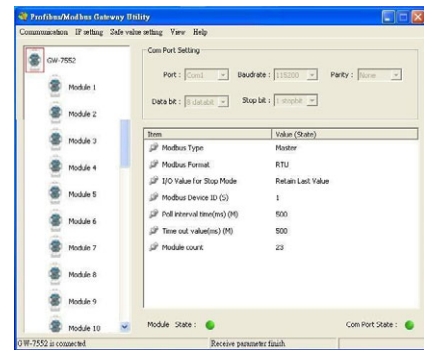 Profibus/Modbus Gateway Utility
Communication IP setting Safe value setting View Help
GW-7552
Module 1
Module 2
Module 3
Module 4
Module 5
Module 6
Module 7
Module 8
Module 9
Module 10
Com Port Setting
Port : Com1 Baudrate : 115200 Parity : None
Data bit : 8 databit Stop bit : 1 stopbit
Item Value (State)
Modbus Type Master
Modbus Format RTU
I/O Value for Stop Mode Retain Last Value
Modbus Device ID (S) 1
Poll interval time(ms) (M) 500
Time out value(ms) (M) 500
Module count 23
Module State : Com Port State :
GW-7552 is connected Receive parameter finish